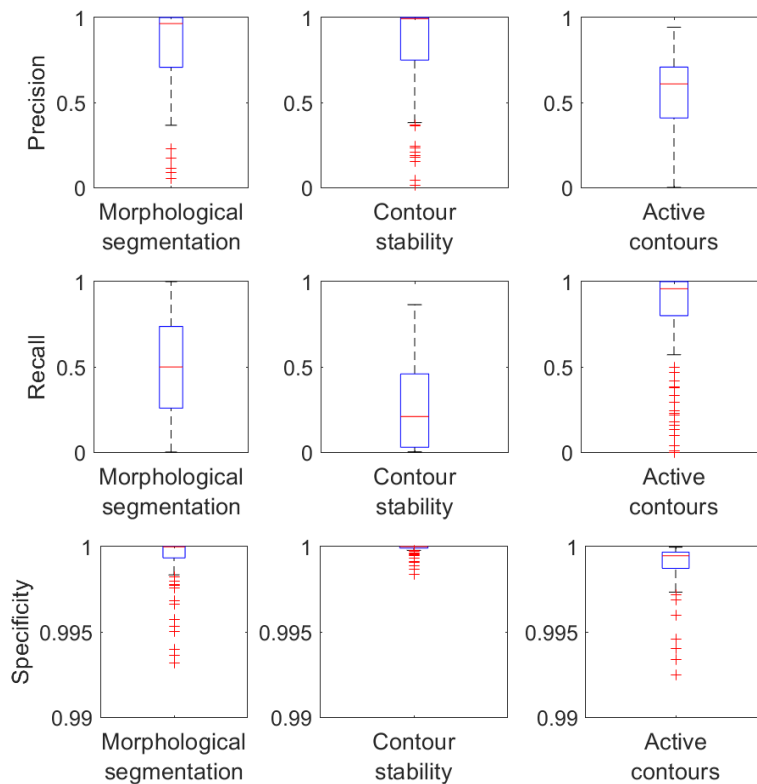 Precision
1
0.5
0
Morphological
segmentation
1
0.5
0
Contour
stability
1
0.5
0
Active
contours
Recall
1
0.5
0
Morphological
segmentation
1
0.5
0
Contour
stability
1
0.5
0
Active
contours
Specificity
1
0.995
0.99
Morphological
segmentation
1
0.995
0.99
Contour
stability
1
0.995
0.99
Active
contours